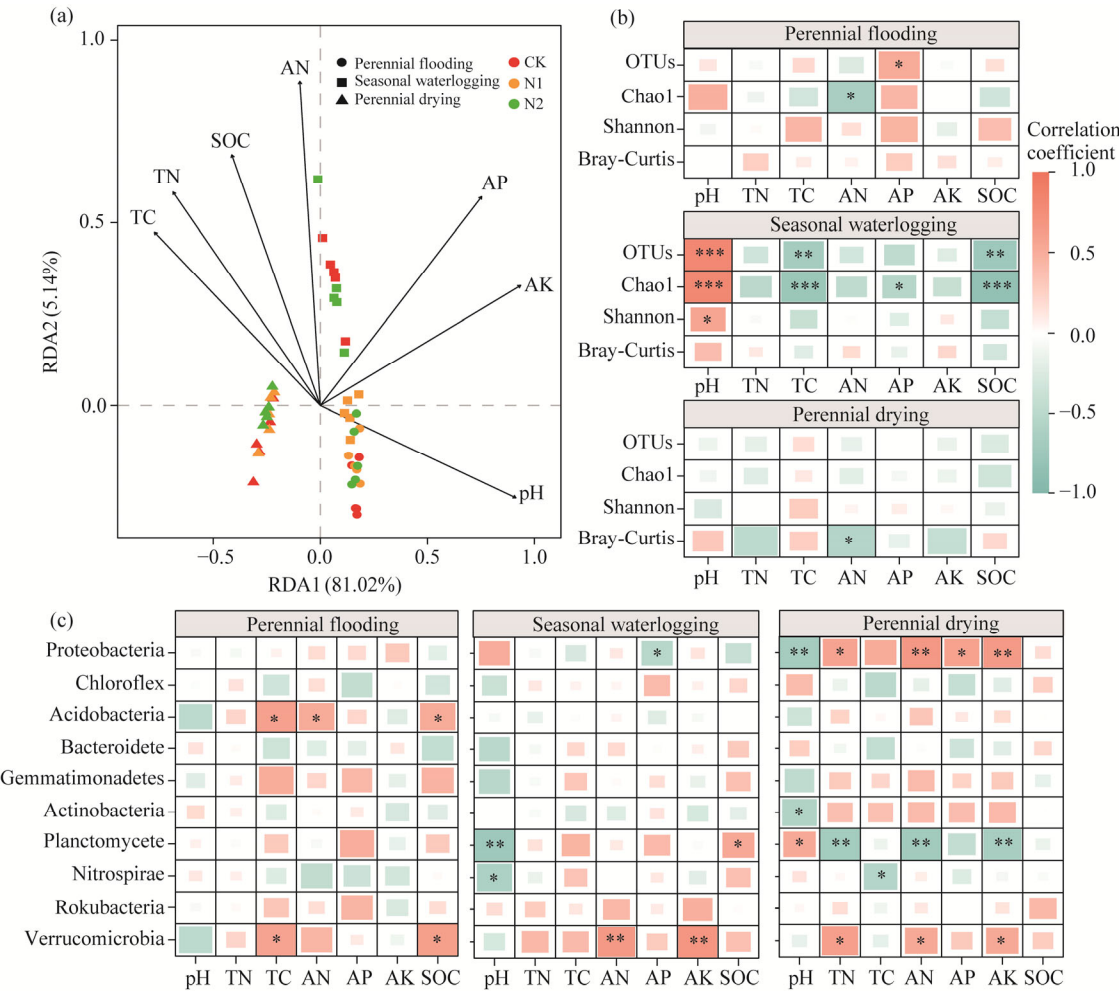 (a)
1.0
0.5
0.0
RDA2 (5.14%)
−0.5
0.0
0.5
1.0
RDA1 (81.02%)
Perennial flooding
Seasonal waterlogging
Perennial drying
CK
N1
N2
AN
SOC
TN
TC
AP
AK
pH
(b)
Perennial flooding
OTUs *
Chao1 *
Shannon
Bray-Curtis
pH TN TC AN AP AK SOC
Seasonal waterlogging
OTUs *** ** **
Chao1 *** *** * ***
Shannon *
Bray-Curtis
pH TN TC AN AP AK SOC
Perennial drying
OTUs
Chao1
Shannon
Bray-Curtis *
pH TN TC AN AP AK SOC
Correlation
coefficient
1.0
0.5
0.0
−0.5
−1.0
(c)
Perennial flooding Seasonal waterlogging Perennial drying
Proteobacteria * ** * ** * **
Chloroflex
Acidobacteria * * *
Bacteroidete
Gemmatimonadetes
Actinobacteria *
Planctomycete ** * * ** ** **
Nitrospirae * *
Rokubacteria
Verrucomicrobia * * ** ** * * *
pH TN TC AN AP AK SOC pH TN TC AN AP AK SOC pH TN TC AN AP AK SOC